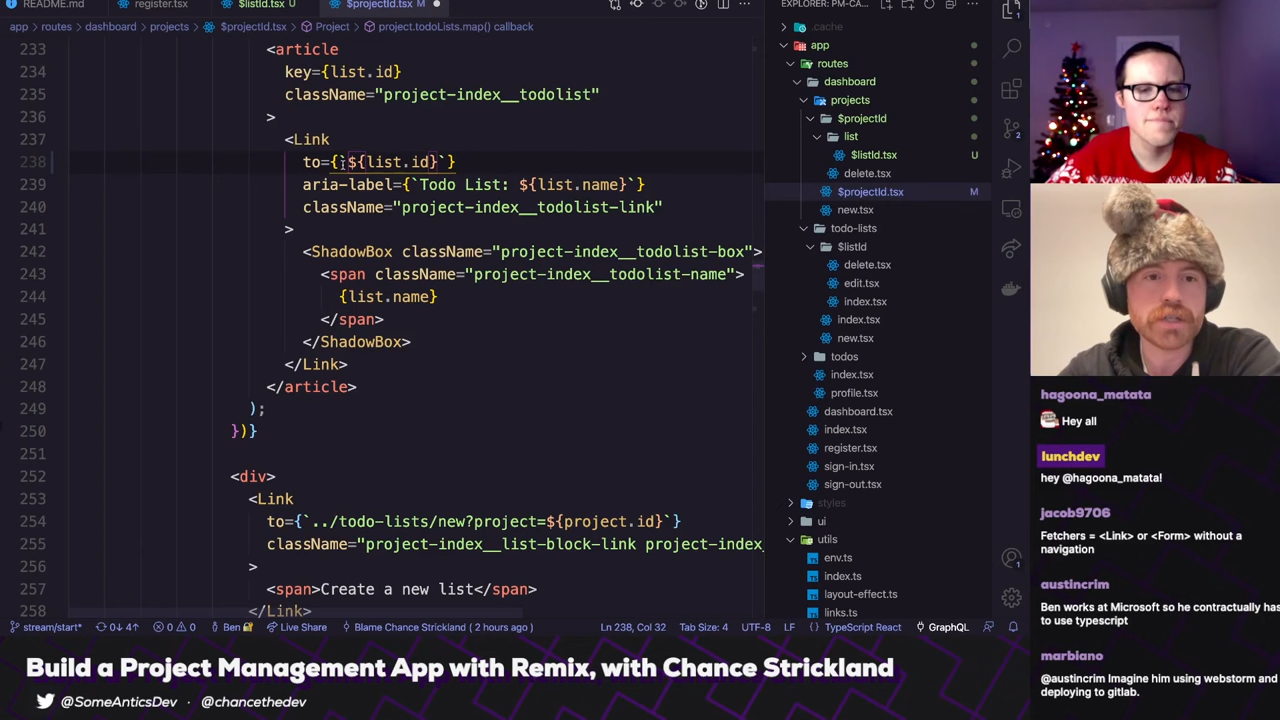 README.md register.tsx $listId.tsx U $projectId.tsx M
app > routes > dashboard > projects > $projectId.tsx > Project > project.todoLists.map() callback
233 <article
234 key={list.id}
235 className="project-index__todolist"
236 >
237 <Link
238 to={`${list.id}`}
239 aria-label={`Todo List: ${list.name}`}
240 className="project-index__todolist-link"
241 >
242 <ShadowBox className="project-index__todolist-box">
243 <span className="project-index__todolist-name">
244 {list.name}
245 </span>
246 </ShadowBox>
247 </Link>
248 </article>
249 );
250 })}
251
252 <div>
253 <Link
254 to={`../todo-lists/new?project=${project.id}`}
255 className="project-index__list-block-link project-index_
256 >
257 <span>Create a new list</span>
258 </Link>
EXPLORER: PM-CA...
.cache
app
routes
dashboard
projects
$projectId
list
$listId.tsx U
delete.tsx
$projectId.tsx M
new.tsx
todo-lists
$listId
delete.tsx
edit.tsx
index.tsx
index.tsx
new.tsx
todos
index.tsx
profile.tsx
dashboard.tsx
index.tsx
register.tsx
sign-in.tsx
sign-out.tsx
styles
ui
utils
env.ts
index.ts
layout-effect.ts
links.ts
stream/start* 0↓ 4↑ 0 0 Ben Live Share Blame Chance Strickland ( 2 hours ago ) Ln 238, Col 32 Tab Size: 4 UTF-8 LF TypeScript React GraphQL
hagoona_matata
Hey all
lunchdev
hey @hagoona_matata!
jacob9706
Fetchers = <Link> or <Form> without a
navigation
austincrim
Ben works at Microsoft so he contractually has
to use typescript
marbiano
@austincrim Imagine him using webstorm and
deploying to gitlab.
Build a Project Management App with Remix, with Chance Strickland
@SomeAnticsDev · @chancethedev